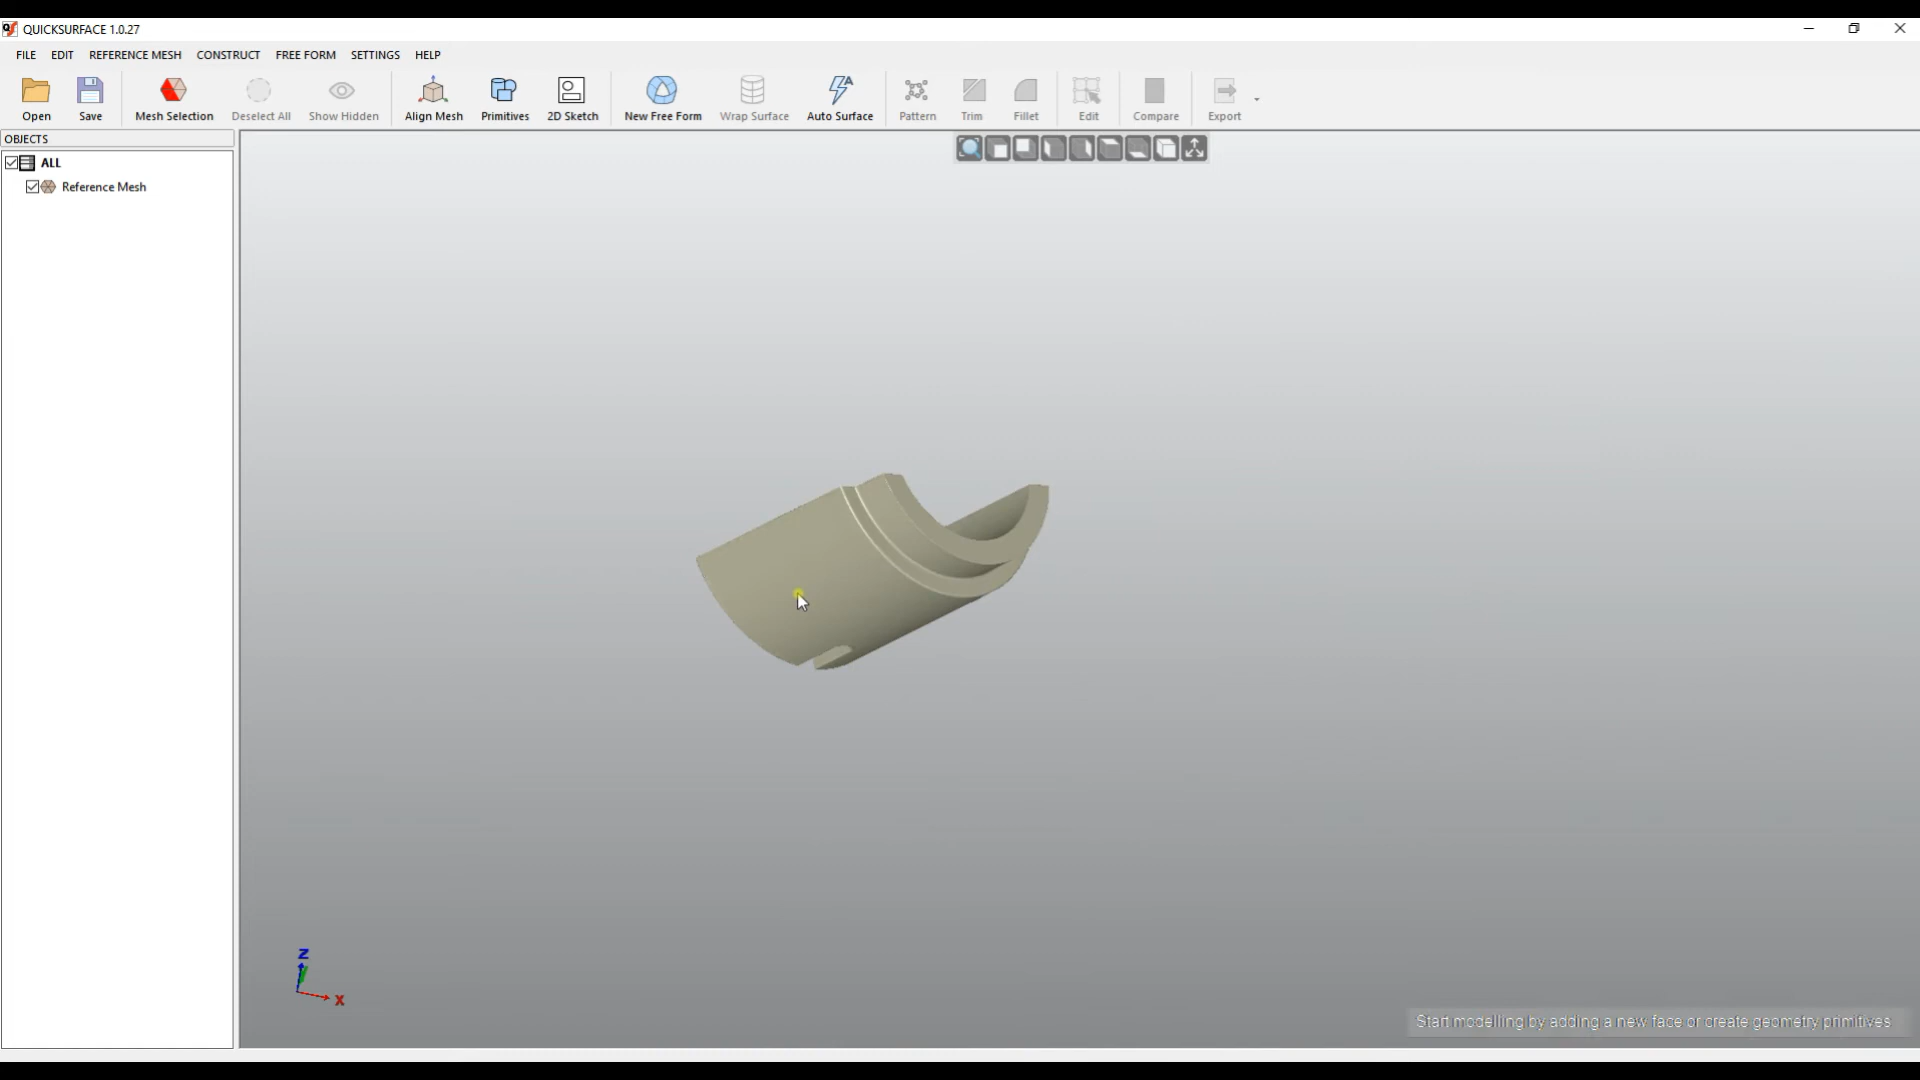 QUICKSURFACE 1.0.27
FILE EDIT REFERENCE MESH CONSTRUCT FREE FORM SETTINGS HELP
Open Save Mesh Selection Deselect All Show Hidden Align Mesh Primitives 2D Sketch New Free Form Wrap Surface Auto Surface Pattern Trim Fillet Edit Compare Export
OBJECTS
ALL
Reference Mesh
Z
X
Start modelling by adding a new face or create geometry primitives